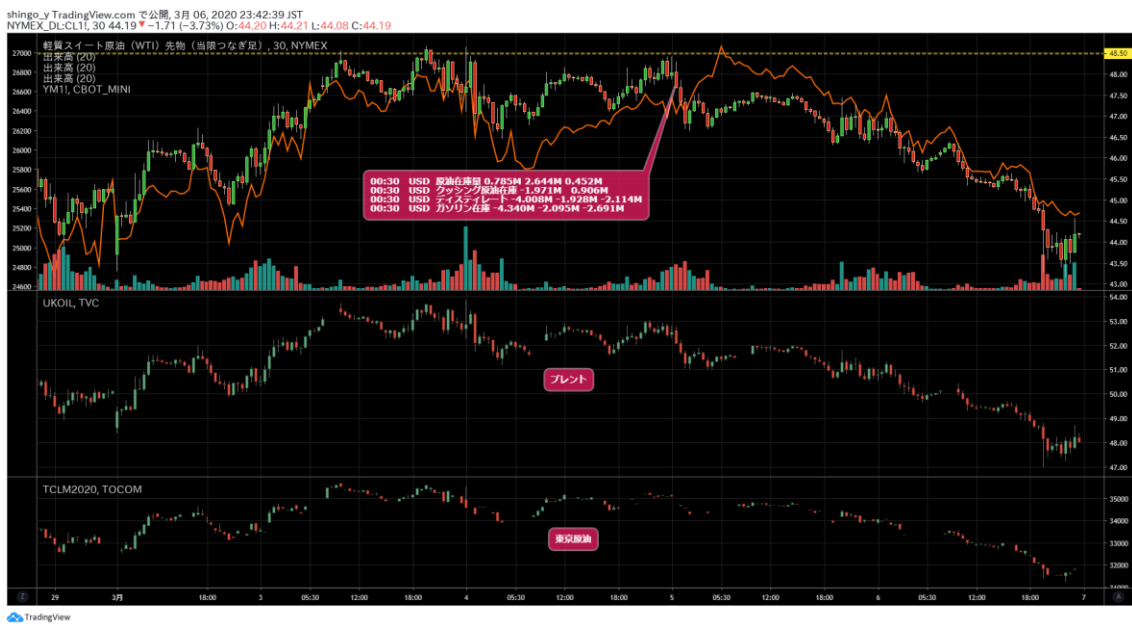 shingo_y TradingView.com で公開, 3月 06, 2020 23:42:39 JST
NYMEX_DL:CL1!, 30 44.19▼−1.71 (−3.73%) O:44.20 H:44.21 L:44.08 C:44.19
軽質スイート原油（WTI）先物（当限つなぎ足）, 30, NYMEX
出来高 (20)
出来高 (20)
出来高 (20)
YM1!, CBOT_MINI
27000
26800
26600
26400
26200
26000
25800
25600
25400
25200
25000
24800
24600
48.50
48.00
47.50
47.00
46.50
46.00
45.50
45.00
44.50
44.00
43.50
43.00
00:30 USD 原油在庫量 0.785M 2.644M 0.452M
00:30 USD クッシング原油在庫 -1.971M 0.906M
00:30 USD ディスティレート -4.008M -1.928M -2.114M
00:30 USD ガソリン在庫 -4.340M -2.095M -2.691M
UKOIL, TVC
ブレント
54.00
53.00
52.00
51.00
50.00
49.00
48.00
47.00
TCLM2020, TOCOM
東京原油
35000
34000
33000
32000
31000
Z 29 3月 18:00 3 05:30 12:00 18:00 4 05:30 12:00 18:00 5 05:30 12:00 18:00 6 05:30 12:00 18:00 7 A
TradingView